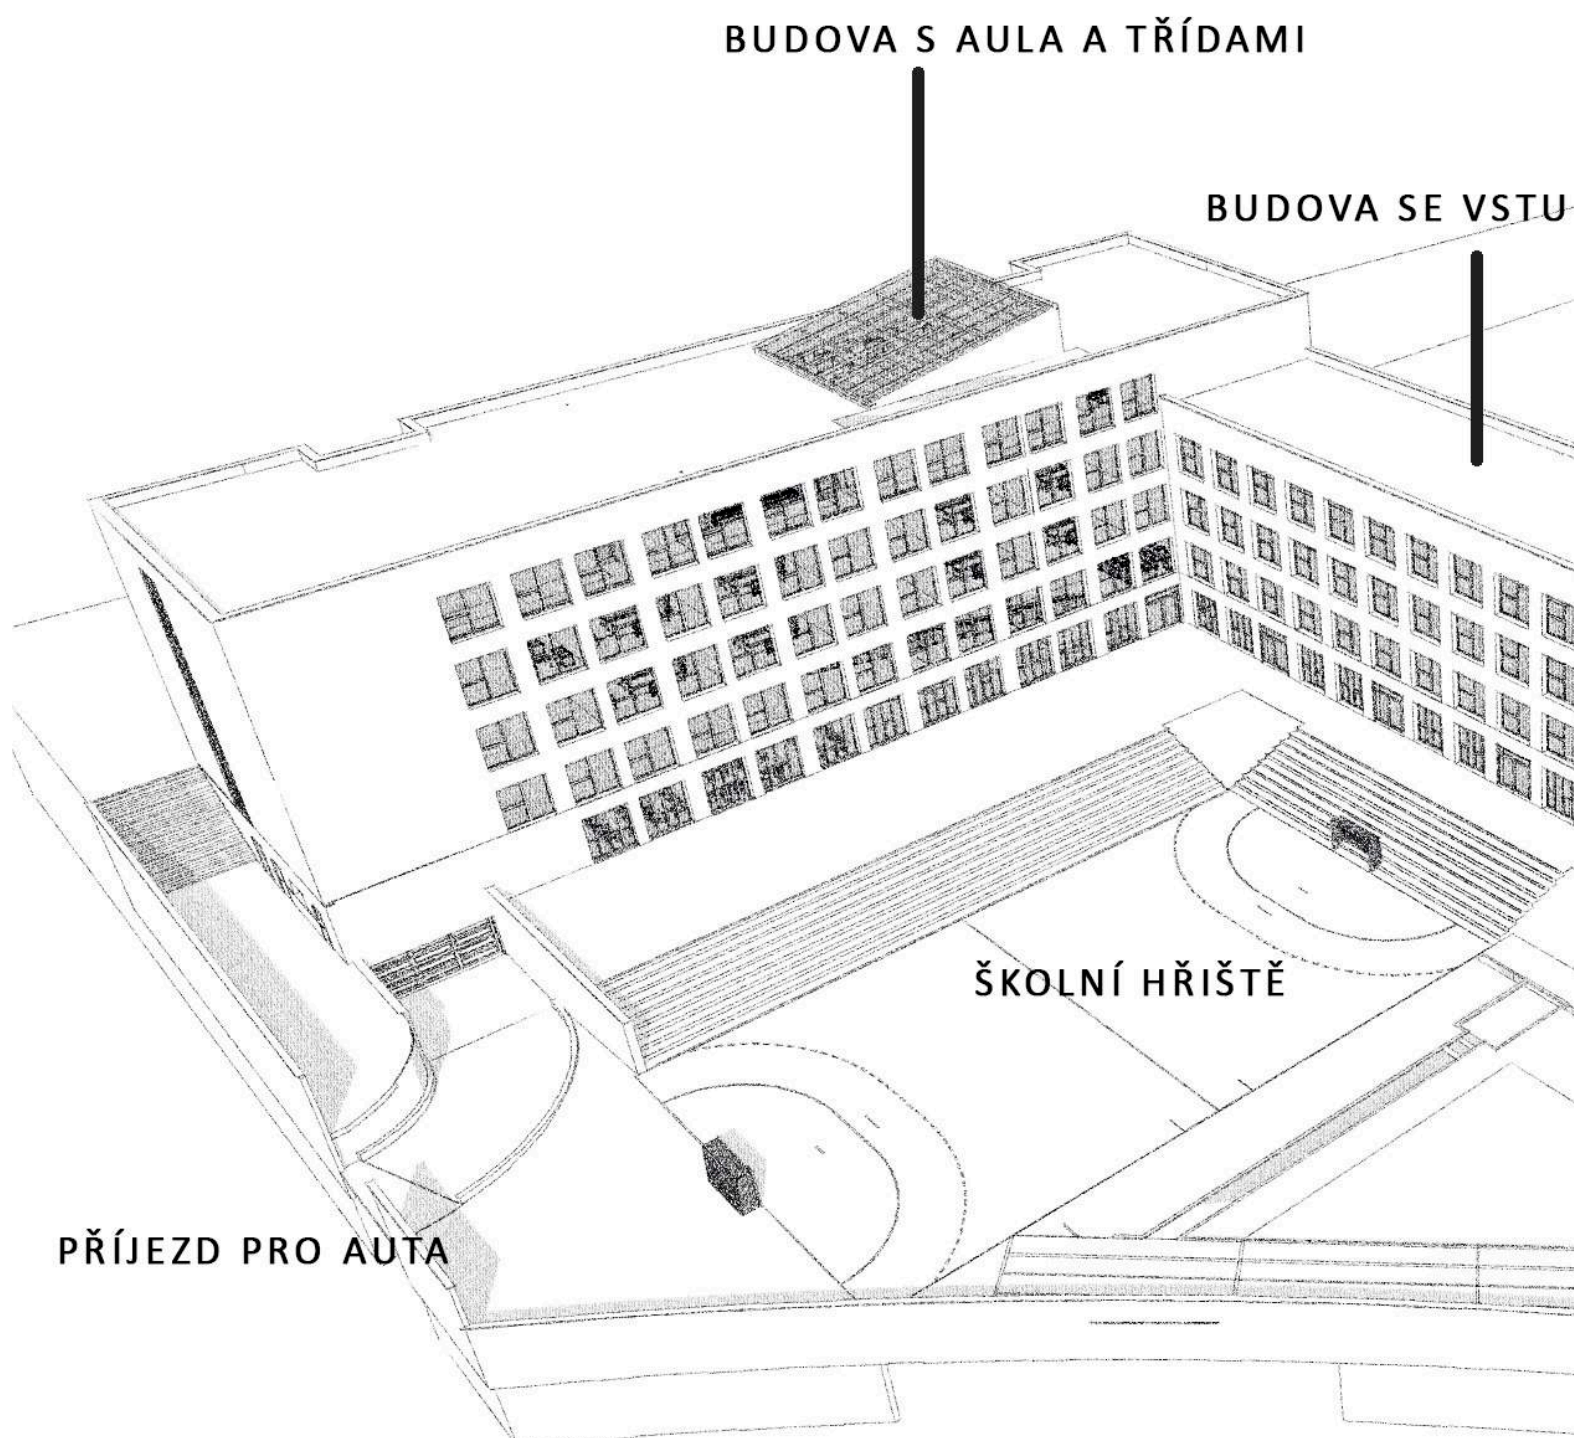 BUDOVA S AULA A TŘÍDAMI
BUDOVA SE VSTU
ŠKOLNÍ HŘIŠTĚ
PŘÍJEZD PRO AUTA